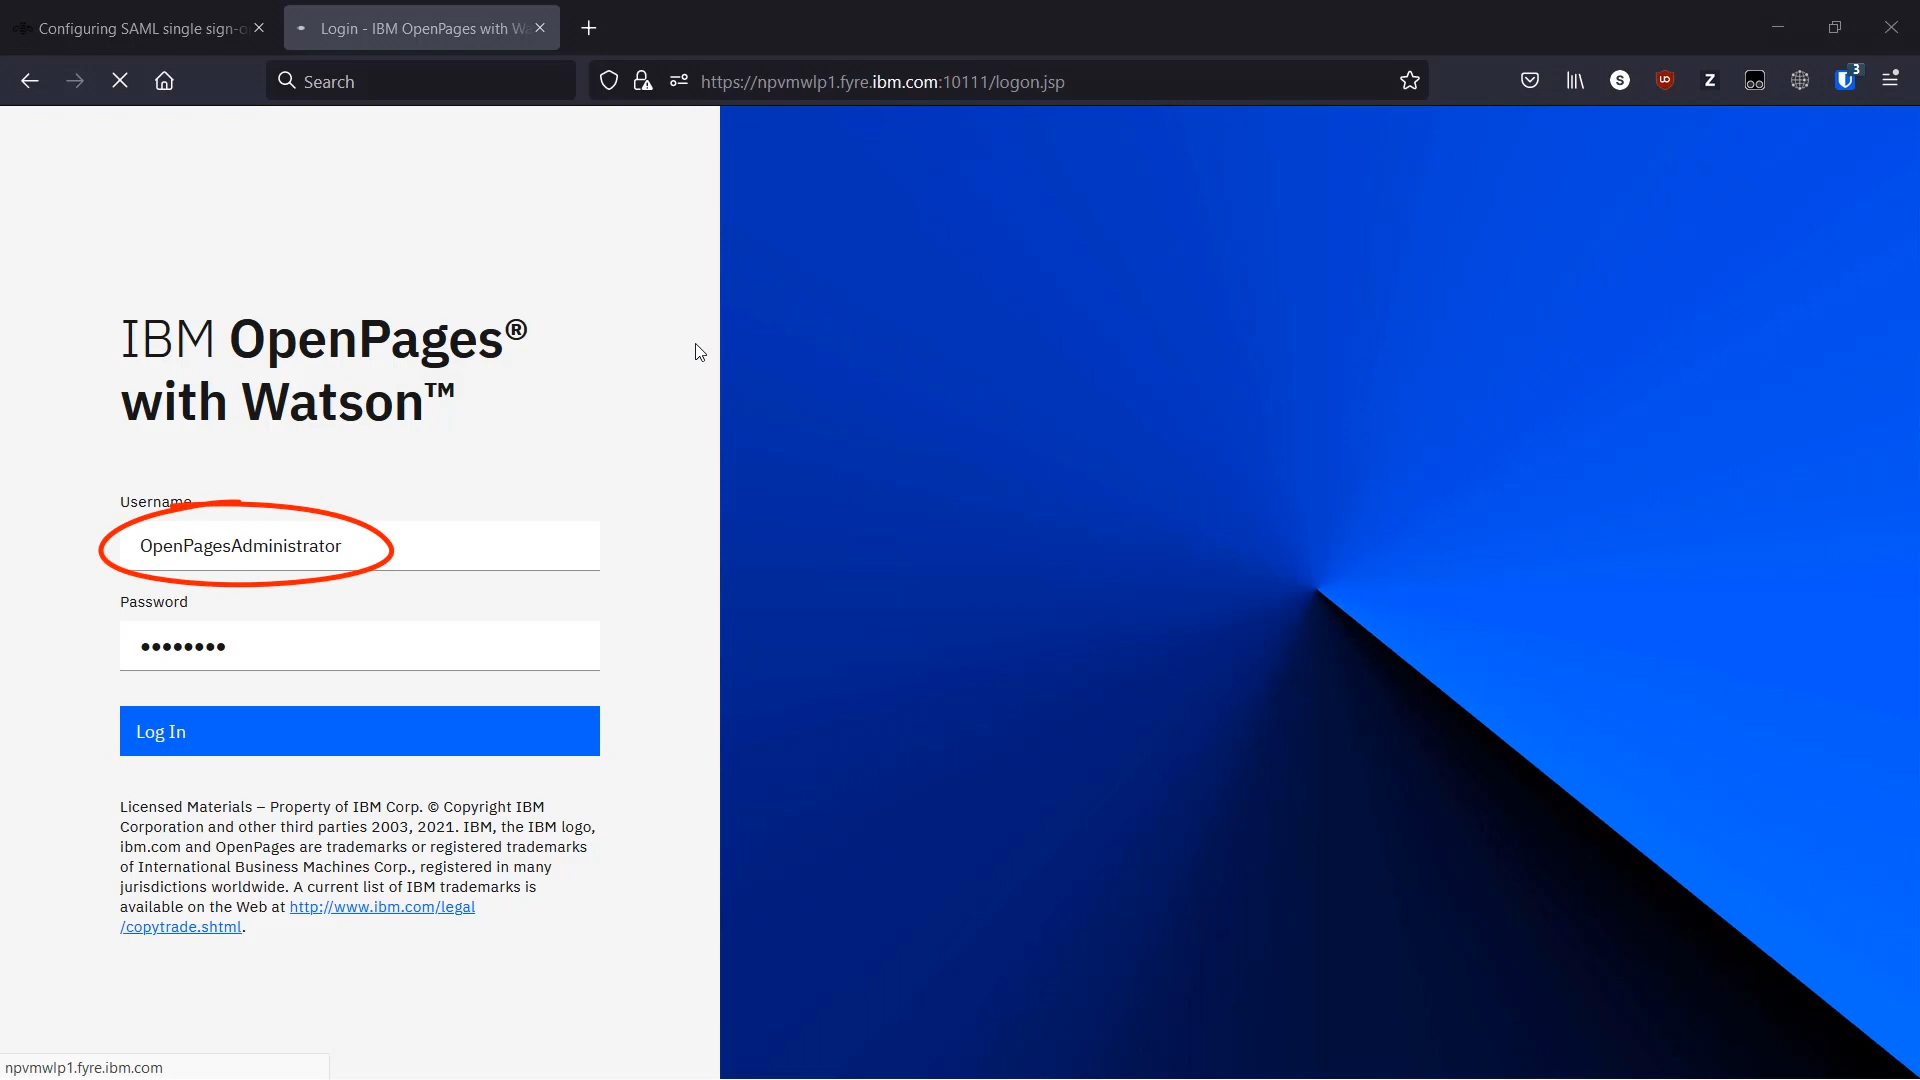 Configuring SAML single sign-o
Login - IBM OpenPages with Wa
Search
https://npvmwlp1.fyre.ibm.com:10111/logon.jsp
S
Z
3
IBM OpenPages®
with Watson™
Username
OpenPagesAdministrator
Password
Log In
Licensed Materials – Property of IBM Corp. © Copyright IBM
Corporation and other third parties 2003, 2021. IBM, the IBM logo,
ibm.com and OpenPages are trademarks or registered trademarks
of International Business Machines Corp., registered in many
jurisdictions worldwide. A current list of IBM trademarks is
available on the Web at http://www.ibm.com/legal
/copytrade.shtml.
npvmwlp1.fyre.ibm.com